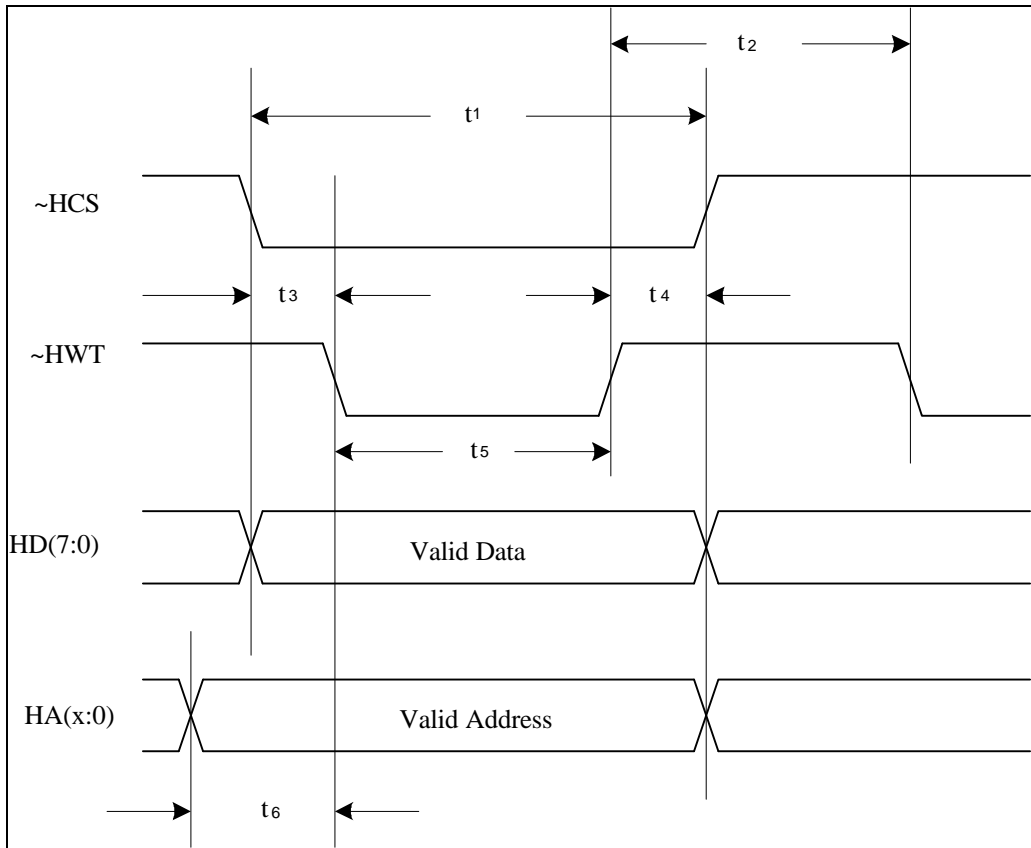 t2
t1
~HCS
t3
t4
~HWT
t5
HD(7:0)
Valid Data
HA(x:0)
Valid Address
t6